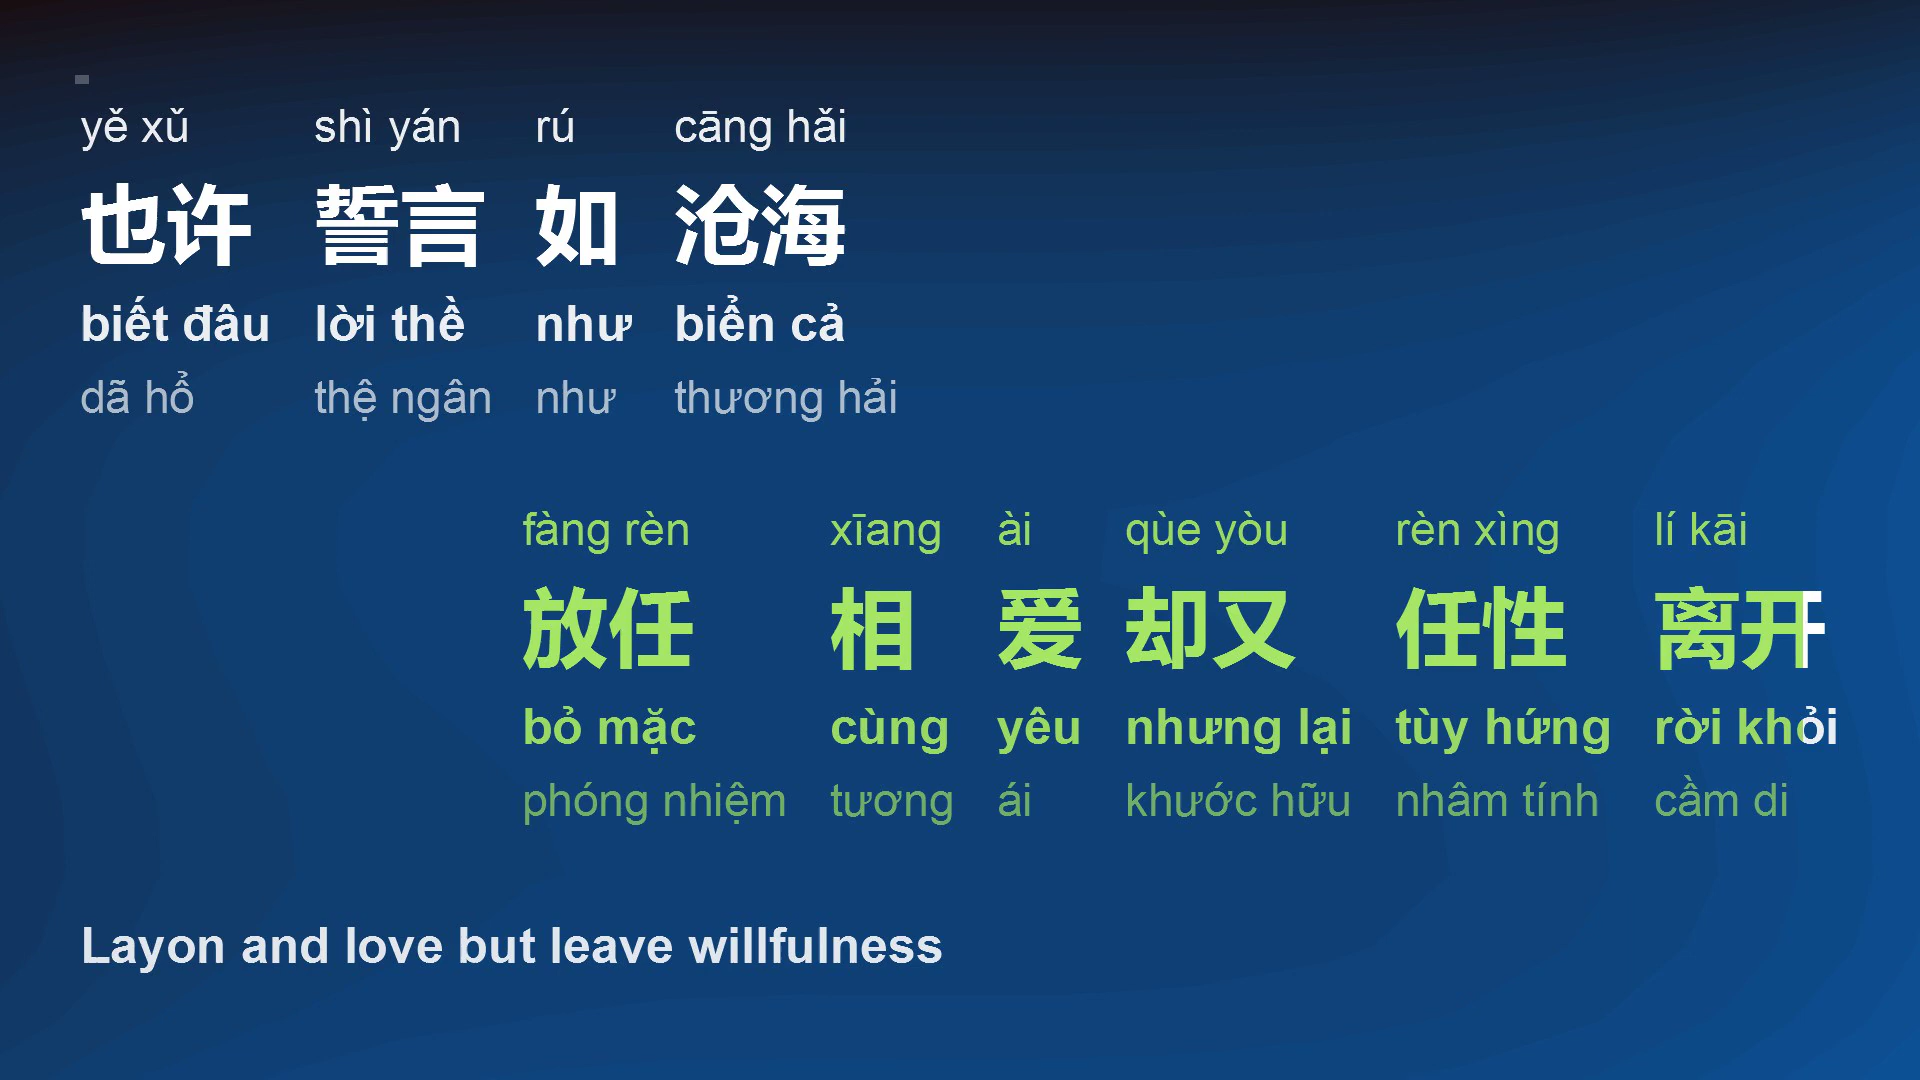 yě xǔ shì yán rú cāng hǎi
也许 誓言 如 沧海
biết đâu lời thề như biển cả
dã hổ thệ ngân như thương hải
fàng rèn xīang ài qùe yòu rèn xìng lí kāi
放任 相 爱 却又 任性 离开
bỏ mặc cùng yêu nhưng lại tùy hứng rời khỏi
phóng nhiệm tương ái khước hữu nhâm tính cầm di
Layon and love but leave willfulness